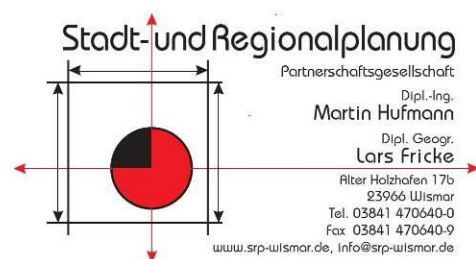 Stadt- und Regionalplanung
Partnerschaftsgesellschaft
Dipl.-Ing.
Martin Hufmann
Dipl. Geogr.
Lars Fricke
Alter Holzhafen 17b
23966 Wismar
Tel. 03841 470640-0
Fax 03841 470640-9
www.srp-wismar.de, info@srp-wismar.de